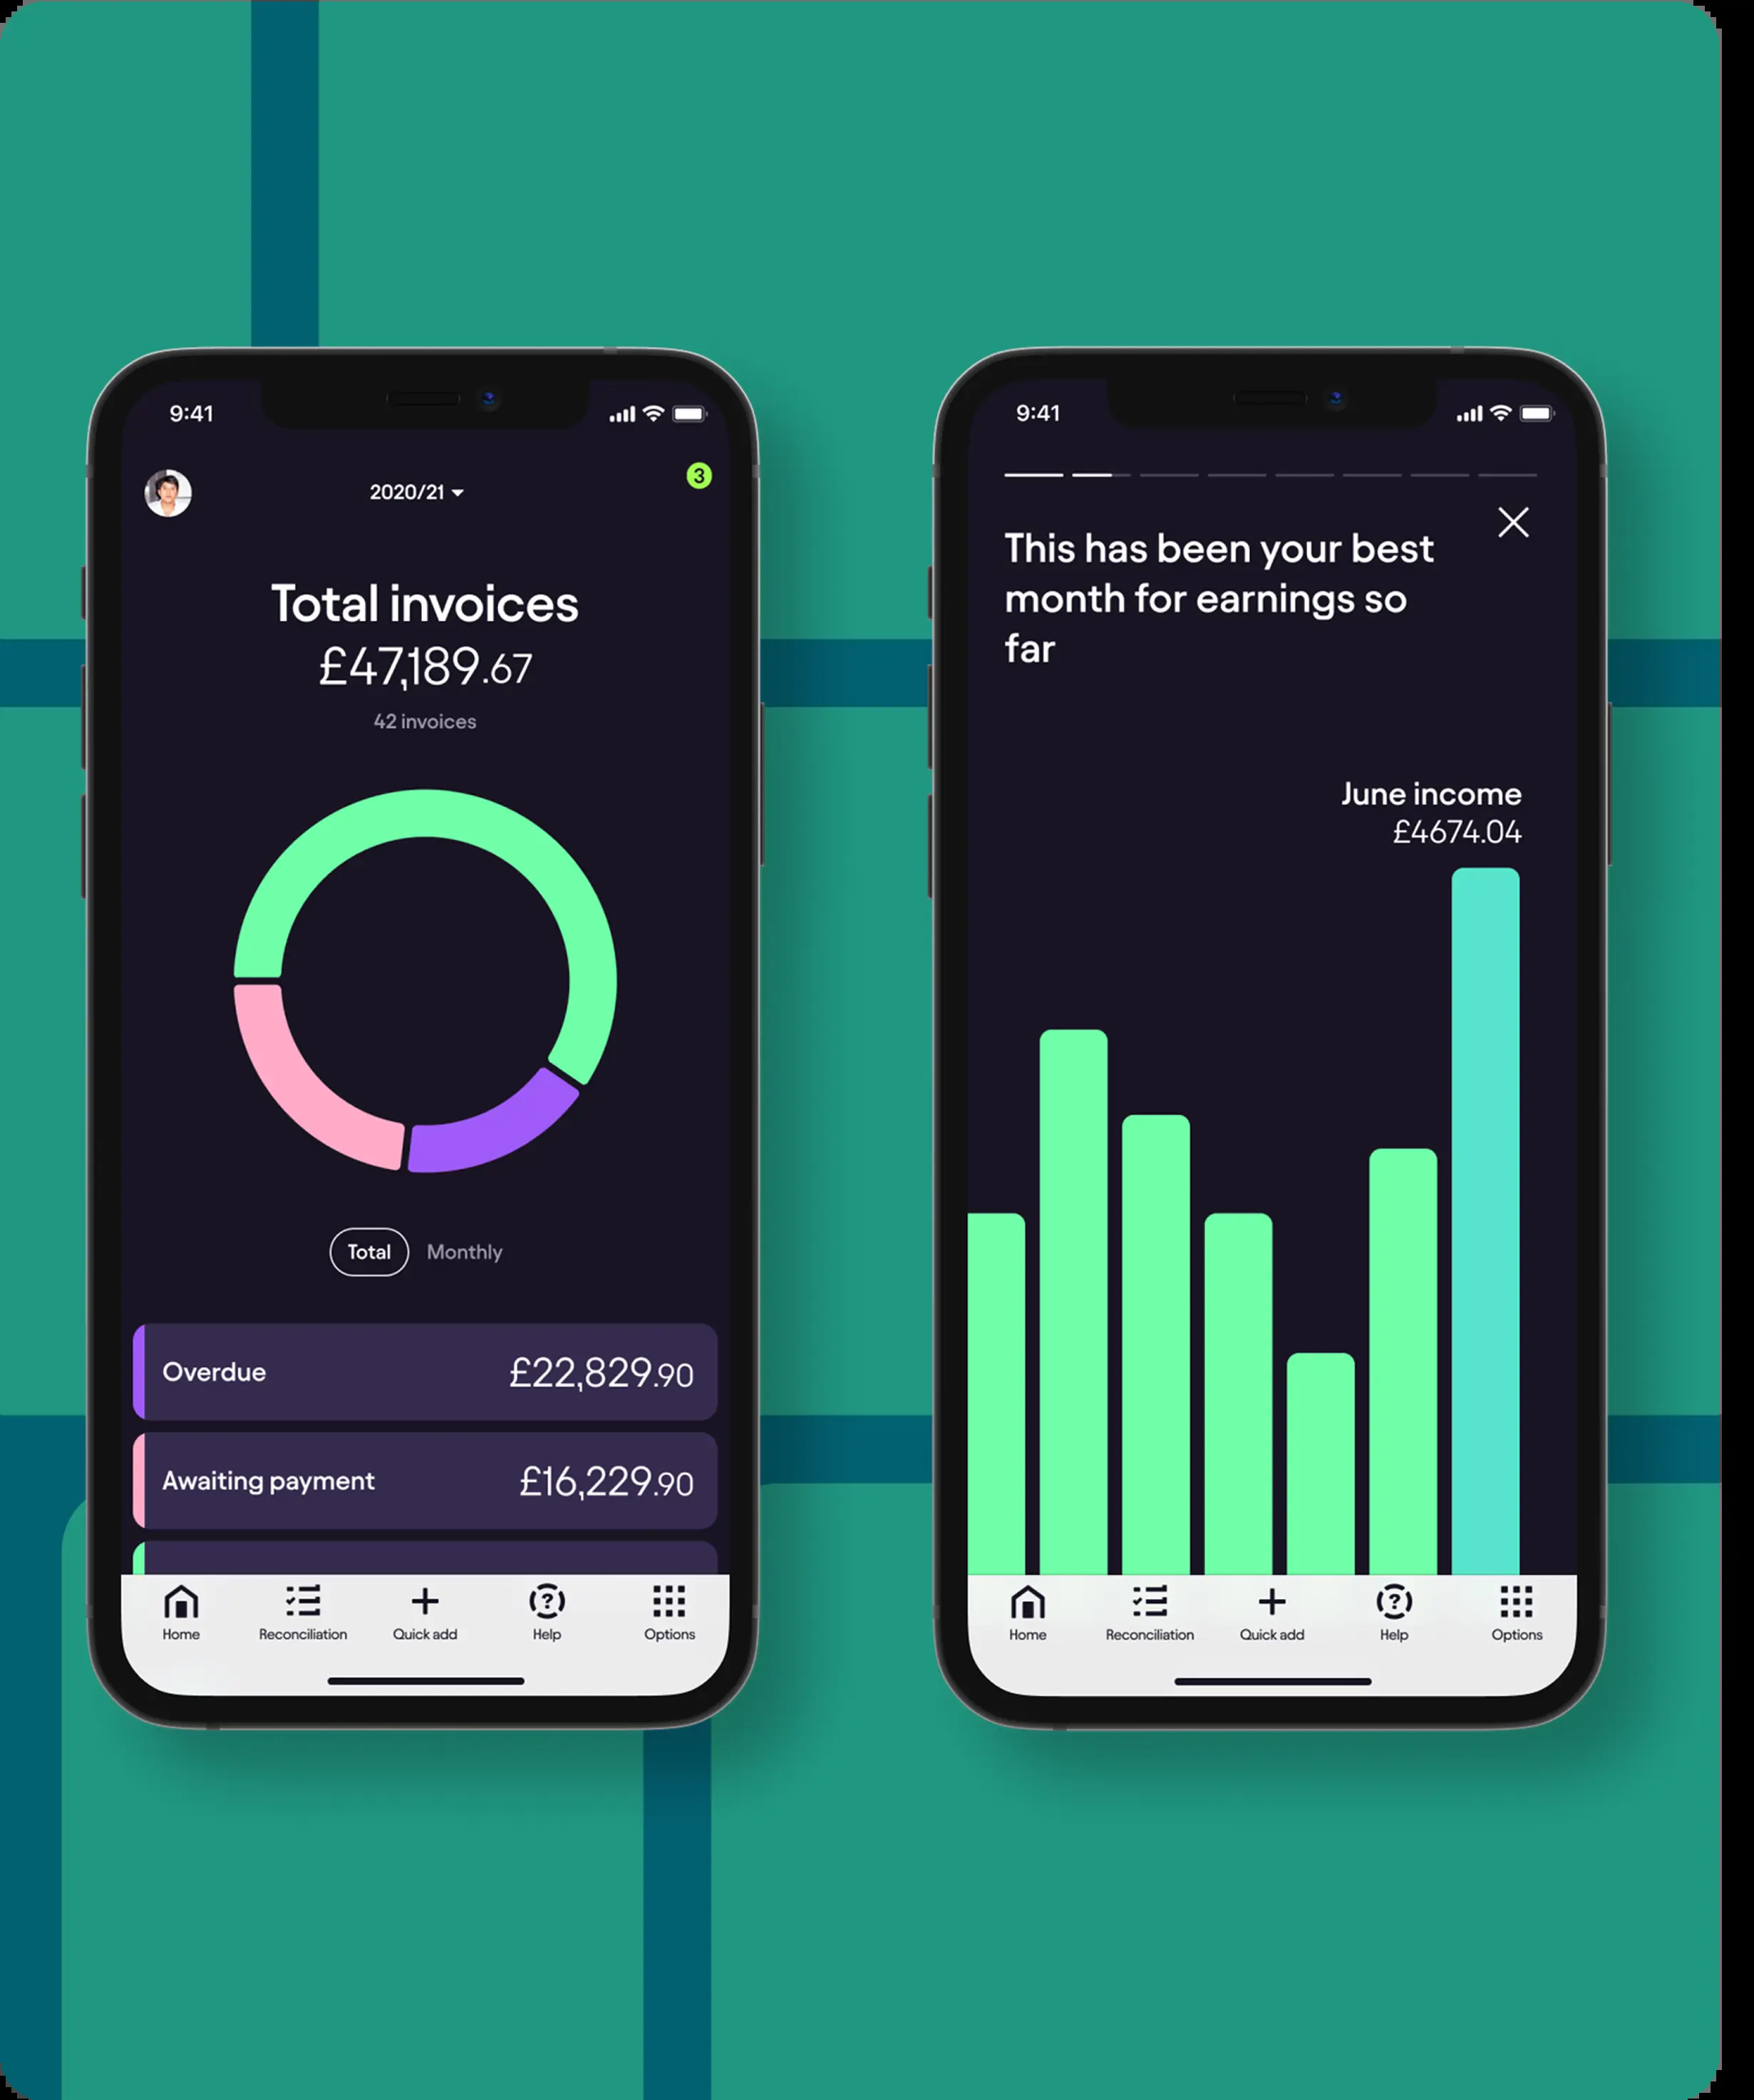 9:41
2020/21
3
Total invoices
£47,189.67
42 invoices
Total
Monthly
Overdue
£22,829.90
Awaiting payment
£16,229.90
Home
Reconciliation
Quick add
Help
Options
9:41
This has been your best
month for earnings so
far
June income
£4674.04
Home
Reconciliation
Quick add
Help
Options